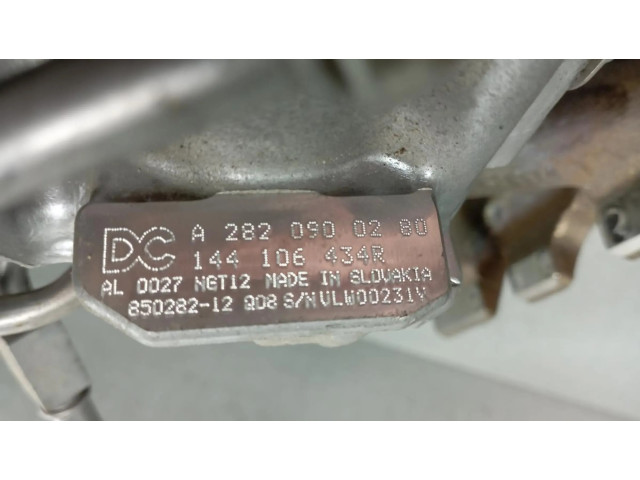 DC A 282 090 02 80
144 106 434R
AL 0027 NGT12 MADE IN SLOVAKIA
850282-12 Q08 S/N VLW00231V